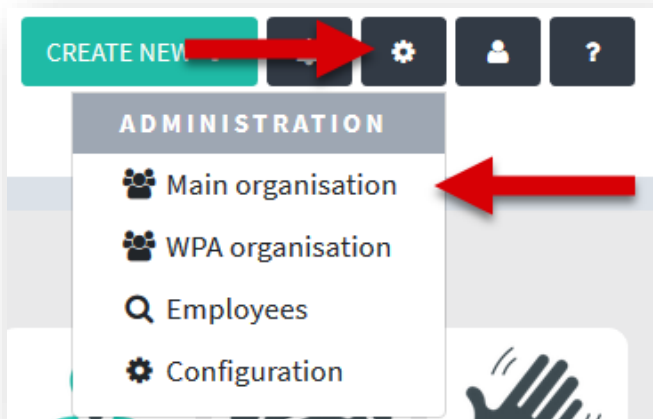 CREATE NEW
?
ADMINISTRATION
Main organisation
WPA organisation
Employees
Configuration